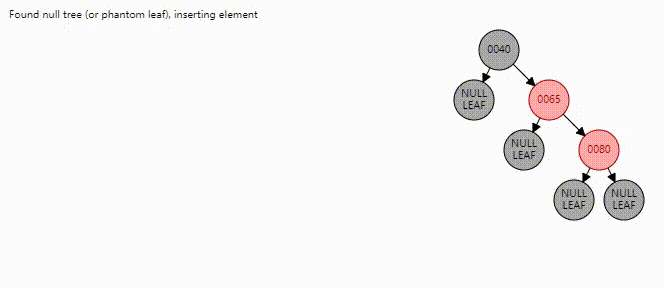 Found null tree (or phantom leaf), inserting element
0040
NULL
LEAF
0065
NULL
LEAF
0080
NULL
LEAF
NULL
LEAF